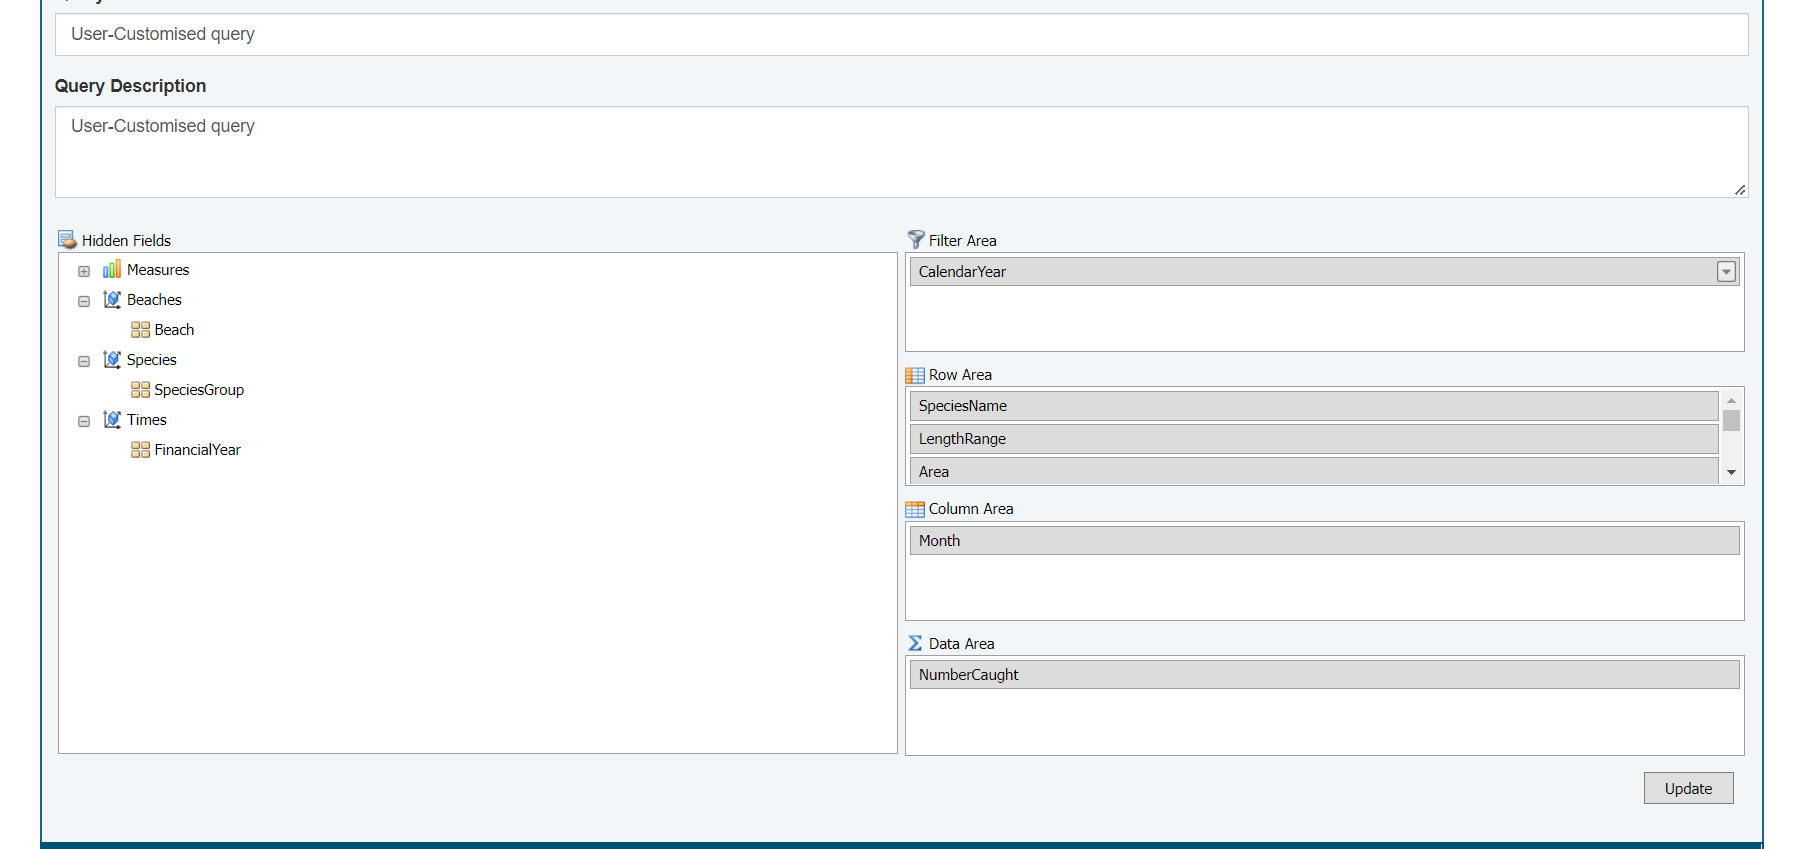 User-Customised query
Query Description
User-Customised query
Hidden Fields
Measures
Beaches
Beach
Species
SpeciesGroup
Times
FinancialYear
Filter Area
CalendarYear
Row Area
SpeciesName
LengthRange
Area
Column Area
Month
Data Area
NumberCaught
Update